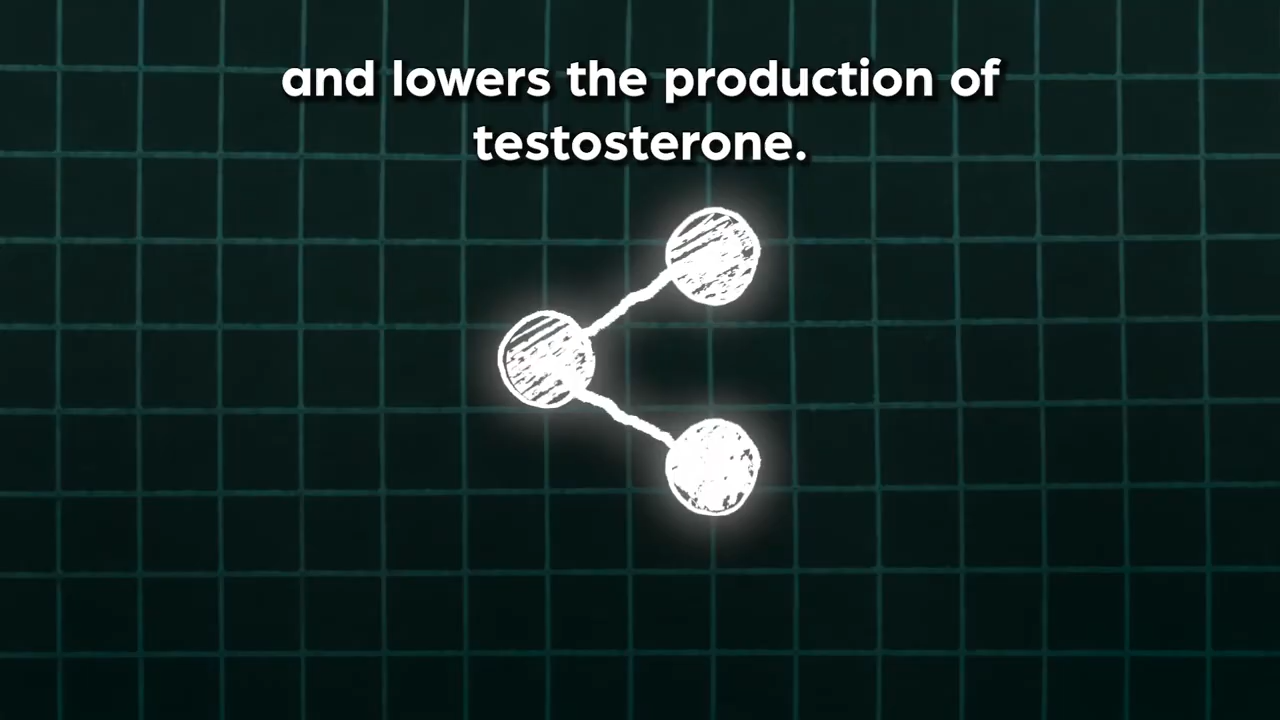 and lowers the production of
testosterone.